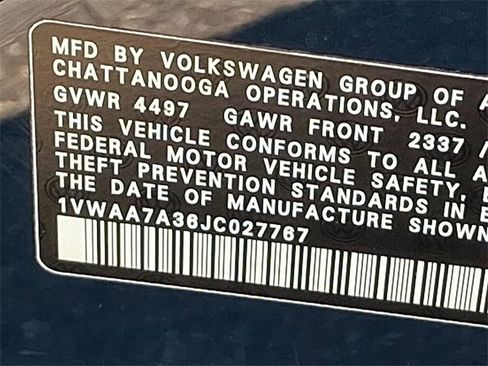 MFD BY VOLKSWAGEN GROUP OF A
CHATTANOOGA OPERATIONS, LLC.
GVWR 4497 GAWR FRONT 2337 /
THIS VEHICLE CONFORMS TO ALL A
FEDERAL MOTOR VEHICLE SAFETY,
THEFT PREVENTION STANDARDS IN E
THE DATE OF MANUFACTURE SHOWN
1VWAA7A36JC027767